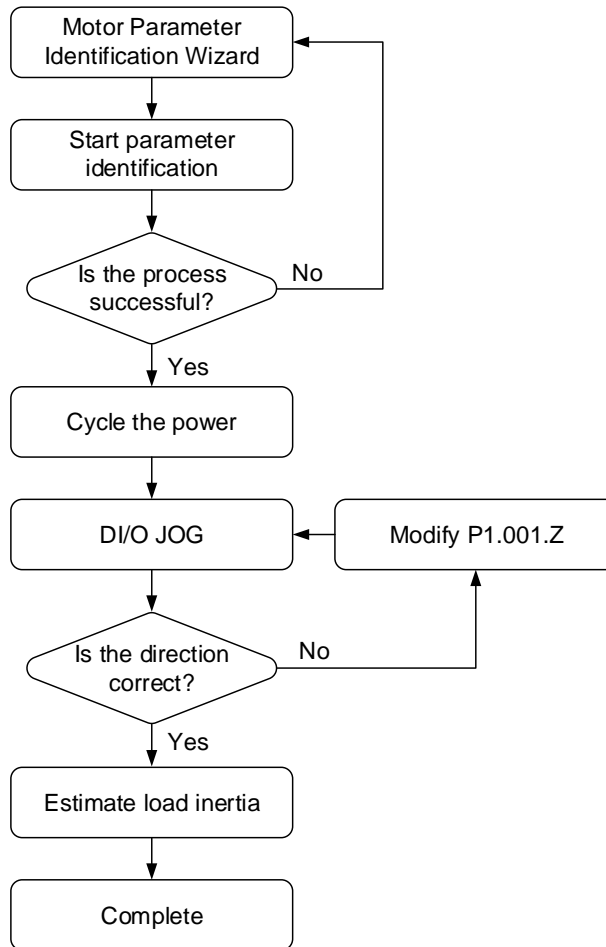 Motor Parameter
Identification Wizard
Start parameter
identification
Is the process
successful?
No
Yes
Cycle the power
DI/O JOG
Modify P1.001.Z
Is the direction
correct?
No
Yes
Estimate load inertia
Complete